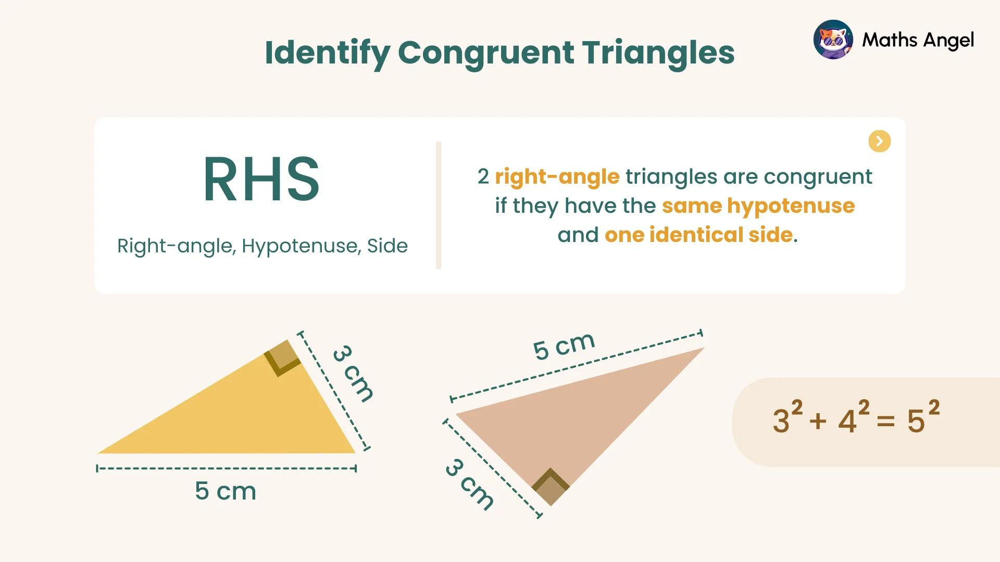 Identify Congruent Triangles
Maths Angel
RHS
Right-angle, Hypotenuse, Side
2 right-angle triangles are congruent
if they have the same hypotenuse
and one identical side.
3 cm
5 cm
5 cm
3 cm
3² + 4² = 5²